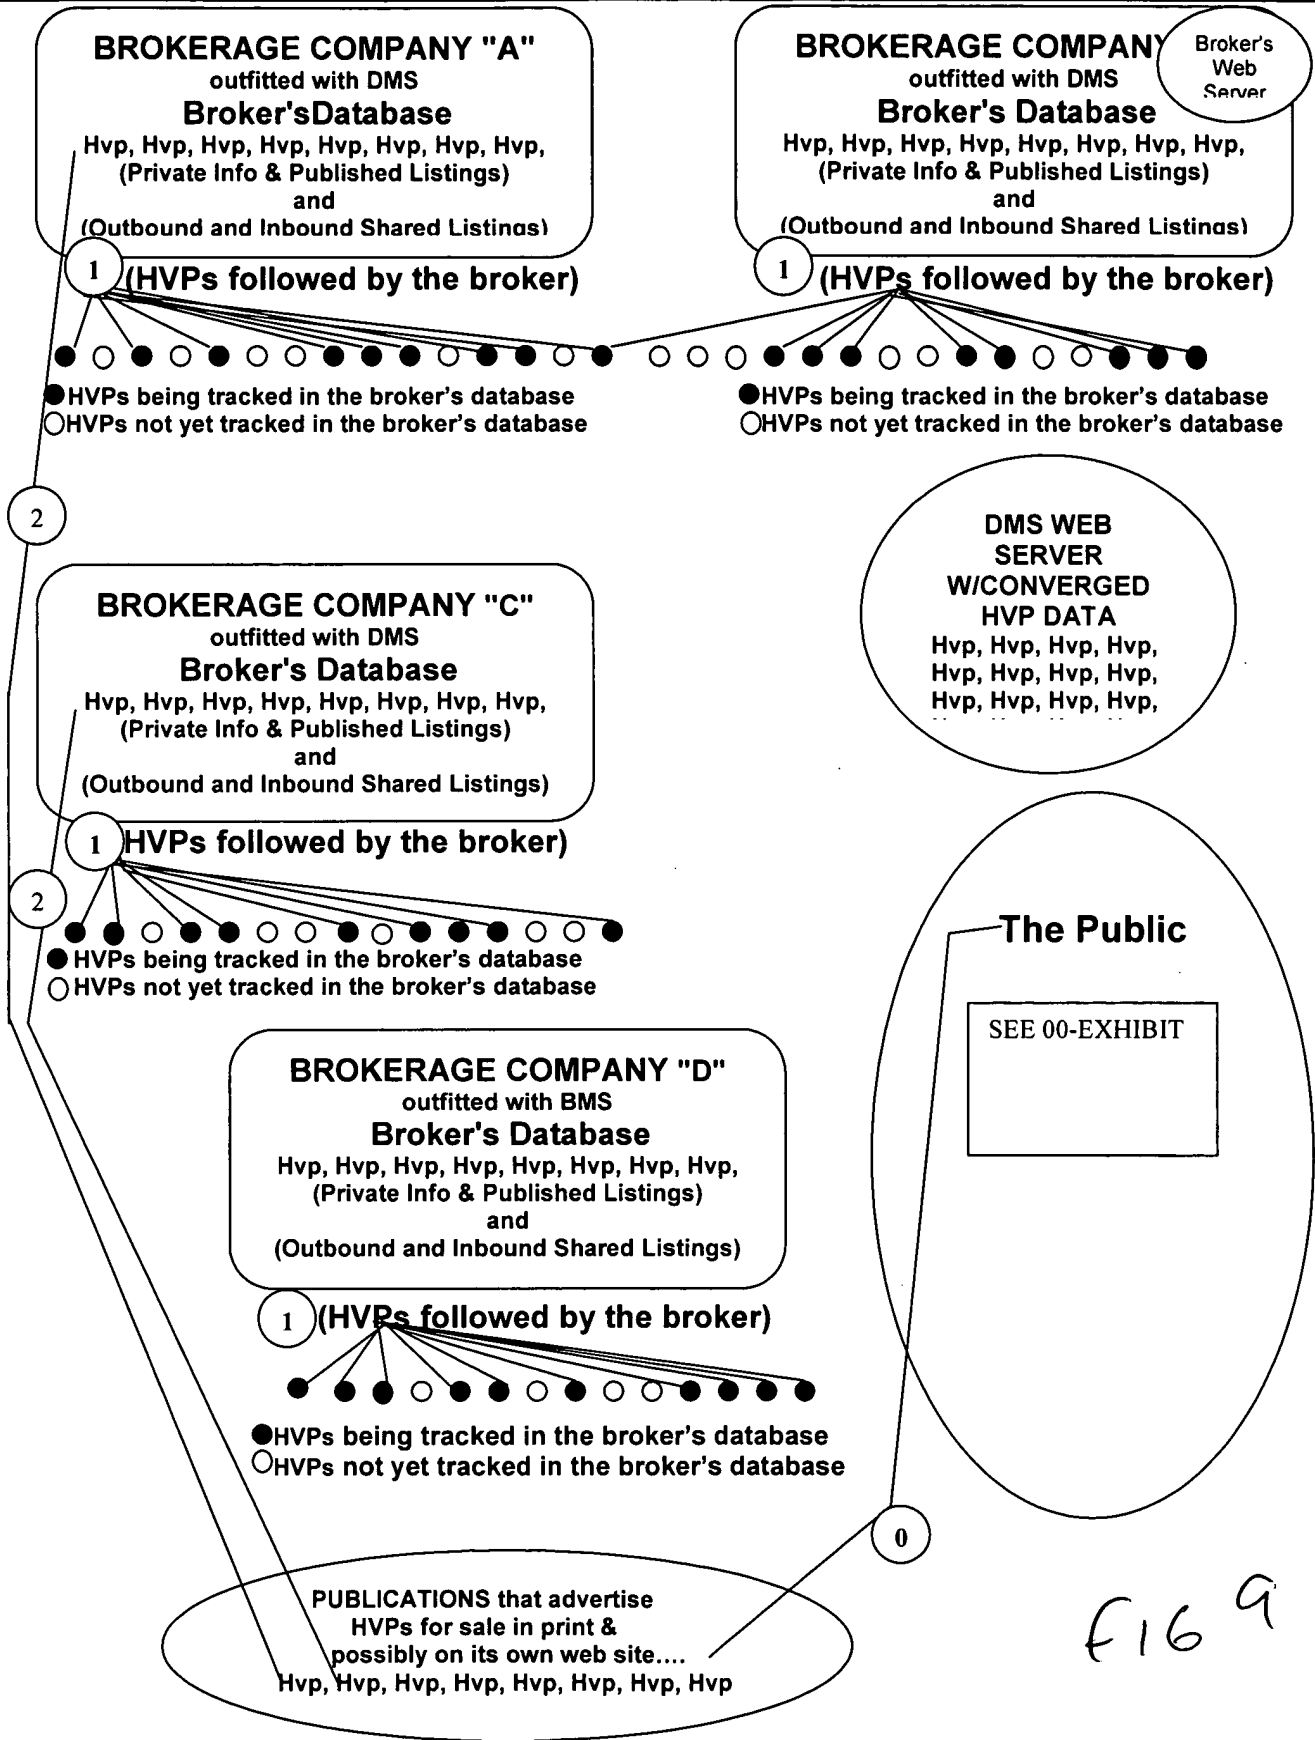 BROKERAGE COMPANY "A"
outfitted with DMS
Broker'sDatabase
Hvp, Hvp, Hvp, Hvp, Hvp, Hvp, Hvp, Hvp,
(Private Info & Published Listings)
and
(Outbound and Inbound Shared Listings)
1
(HVPs followed by the broker)
HVPs being tracked in the broker's database
HVPs not yet tracked in the broker's database
BROKERAGE COMPANY
outfitted with DMS
Broker's Database
Hvp, Hvp, Hvp, Hvp, Hvp, Hvp, Hvp, Hvp,
(Private Info & Published Listings)
and
(Outbound and Inbound Shared Listings)
Broker's
Web
Server
1
(HVPs followed by the broker)
HVPs being tracked in the broker's database
HVPs not yet tracked in the broker's database
2
DMS WEB
SERVER
W/CONVERGED
HVP DATA
Hvp, Hvp, Hvp, Hvp,
Hvp, Hvp, Hvp, Hvp,
Hvp, Hvp, Hvp, Hvp,
BROKERAGE COMPANY "C"
outfitted with DMS
Broker's Database
Hvp, Hvp, Hvp, Hvp, Hvp, Hvp, Hvp, Hvp,
(Private Info & Published Listings)
and
(Outbound and Inbound Shared Listings)
1
HVPs followed by the broker)
2
HVPs being tracked in the broker's database
HVPs not yet tracked in the broker's database
The Public
SEE 00-EXHIBIT
BROKERAGE COMPANY "D"
outfitted with BMS
Broker's Database
Hvp, Hvp, Hvp, Hvp, Hvp, Hvp, Hvp, Hvp,
(Private Info & Published Listings)
and
(Outbound and Inbound Shared Listings)
1
(HVPs followed by the broker)
HVPs being tracked in the broker's database
HVPs not yet tracked in the broker's database
0
PUBLICATIONS that advertise
HVPs for sale in print &
possibly on its own web site....
Hvp, Hvp, Hvp, Hvp, Hvp, Hvp, Hvp, Hvp
FIG 9